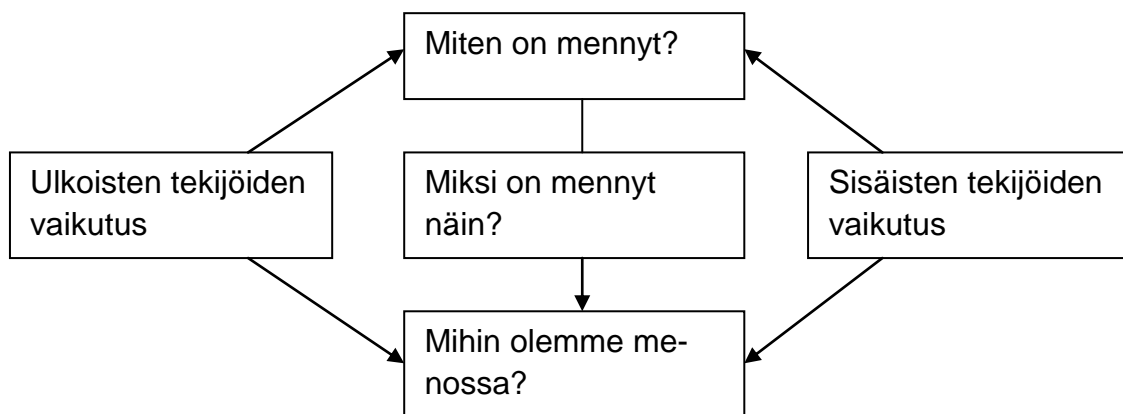 Miten on mennyt?
Ulkoisten tekijöiden
vaikutus
Miksi on mennyt
näin?
Sisäisten tekijöiden
vaikutus
Mihin olemme me-
nossa?